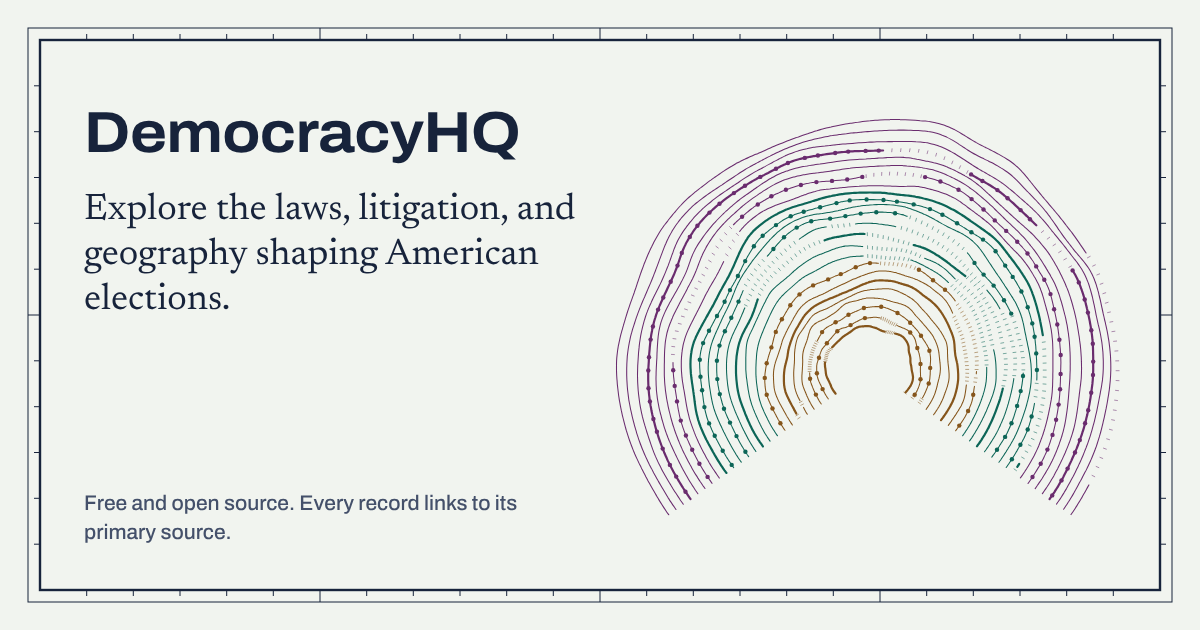 DemocracyHQ
Explore the laws, litigation, and
geography shaping American
elections.
Free and open source. Every record links to its
primary source.